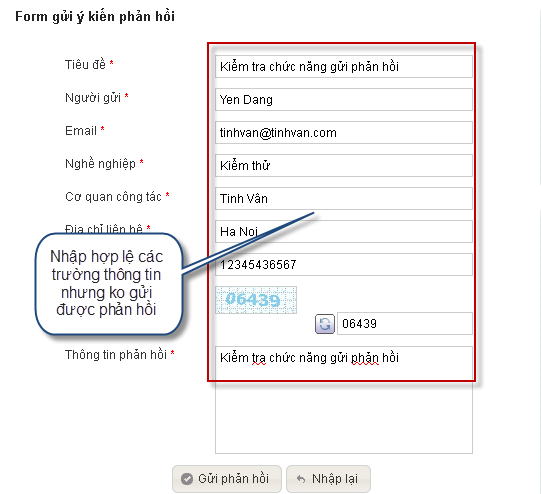 Form gửi ý kiến phản hồi
Tiêu đề *
Kiểm tra chức năng gửi phản hồi
Người gửi *
Yen Dang
Email *
tinhvan@tinhvan.com
Nghề nghiệp *
Kiểm thử
Cơ quan công tác *
Tinh Vân
Địa chỉ liên hệ *
Ha Noi
Nhập hợp lệ các
trường thông tin
nhưng ko gửi
được phản hồi
12345436567
06439
06439
Thông tin phản hồi *
Kiểm tra chức năng gửi phản hồi
Gửi phản hồi
Nhập lại